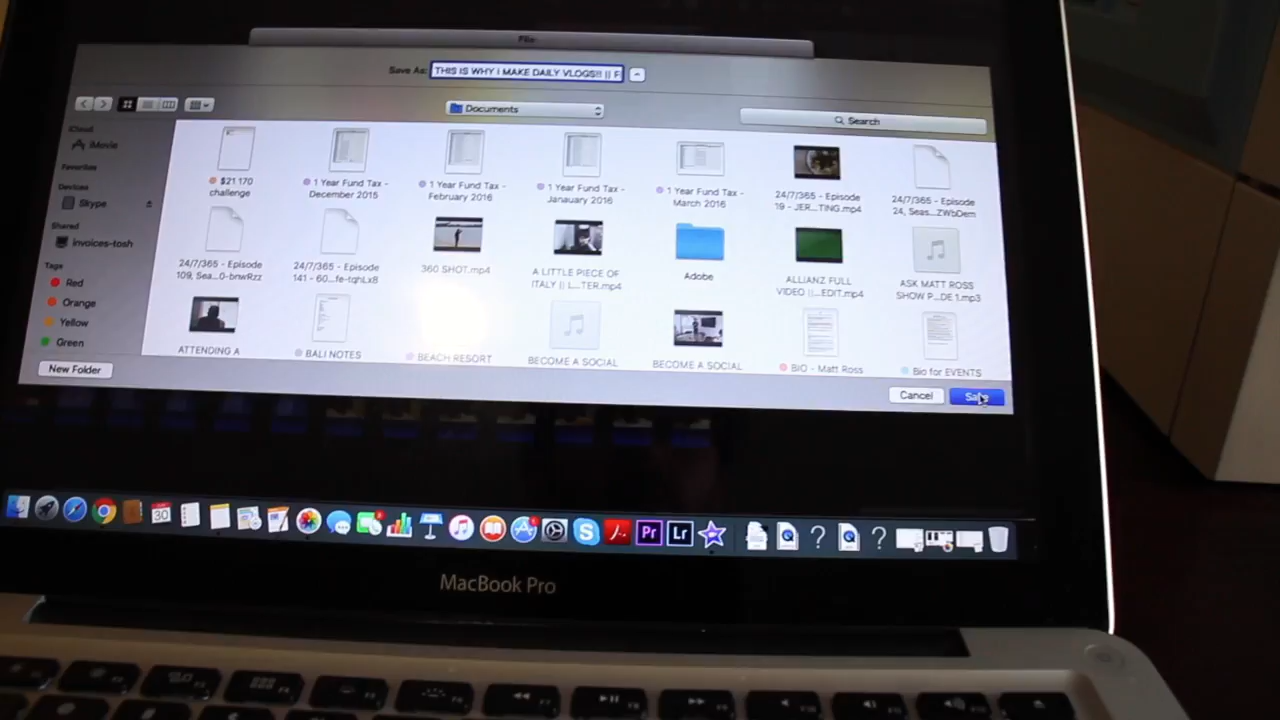 File
Save As: THIS IS WHY I MAKE DAILY VLOGS!! || F
Documents
Search
iCloud
iMovie
Favorites
Devices
Skype
Shared
invoices-tosh
Tags
Red
Orange
Yellow
Green
$21 170
challenge
1 Year Fund Tax -
December 2015
1 Year Fund Tax -
February 2016
1 Year Fund Tax -
Janauary 2016
1 Year Fund Tax -
March 2016
24/7/365 - Episode
19 - JER...TING.mp4
24/7/365 - Episode
24, Seas...ZWbDem
24/7/365 - Episode
109, Sea...0-bnwRzz
24/7/365 - Episode
141 - 60...fe-tqhLx8
360 SHOT.mp4
A LITTLE PIECE OF
ITALY || L...TER.mp4
Adobe
ALLIANZ FULL
VIDEO ||...EDIT.mp4
ASK MATT ROSS
SHOW P...DE 1.mp3
ATTENDING A
BALI NOTES
BEACH RESORT
BECOME A SOCIAL
BECOME A SOCIAL
BIO - Matt Ross
Bio for EVENTS
New Folder
Cancel
Save
30
Pr
Lr
MacBook Pro